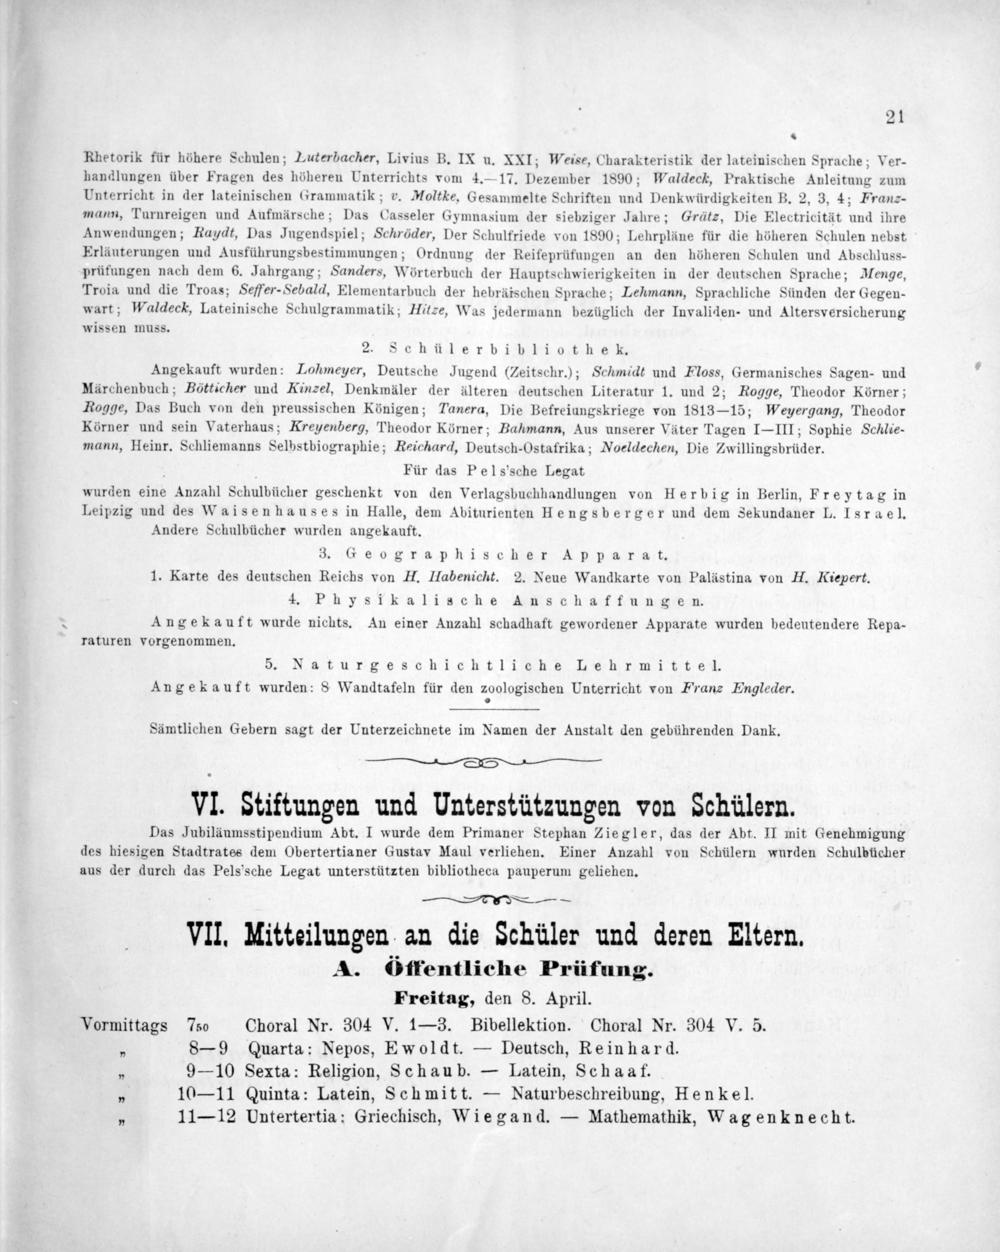 21
Rhetorik für höhere Schulen; Luterbacher, Livius B. IX u. XXI; Weise, Charakteristik der lateinischen Sprache; Ver-
handlungen über Fragen des höheren Unterrichts vom 4.—17. Dezember 1890; Waldeck, Praktische Anleitung zum
Unterricht in der lateinischen Grammatik; v. Moltke, Gesammelte Schriften und Denkwürdigkeiten B. 2, 3, 4; Franz-
mann, Turnreigen und Aufmärsche; Das Casseler Gymnasium der siebziger Jahre; Grätz, Die Electricität und ihre
Anwendungen; Raydt, Das Jugendspiel; Schröder, Der Schulfriede von 1890; Lehrpläne für die höheren Schulen nebst
Erläuterungen und Ausführungsbestimmungen; Ordnung der Reifeprüfungen an den höheren Schulen und Abschluss-
prüfungen nach dem 6. Jahrgang; Sanders, Wörterbuch der Hauptschwierigkeiten in der deutschen Sprache; Menge,
Troia und die Troas; Seffer-Sebald, Elementarbuch der hebräischen Sprache; Lehmann, Sprachliche Sünden der Gegen-
wart; Waldeck, Lateinische Schulgrammatik; Hitze, Was jedermann bezüglich der Invaliden- und Altersversicherung
wissen muss.
2. Schülerbibliothek.
Angekauft wurden: Lohmeyer, Deutsche Jugend (Zeitschr.); Schmidt und Floss, Germanisches Sagen- und
Märchenbuch; Bötticher und Kinzel, Denkmäler der älteren deutschen Literatur 1. und 2; Rogge, Theodor Körner;
Rogge, Das Buch von den preussischen Königen; Tanera, Die Befreiungskriege von 1813—15; Weyergang, Theodor
Körner und sein Vaterhaus; Kreyenberg, Theodor Körner; Bahmann, Aus unserer Väter Tagen I—III; Sophie Schlie-
mann, Heinr. Schliemanns Selbstbiographie; Reichard, Deutsch-Ostafrika; Noeldechen, Die Zwillingsbrüder.
Für das Pels'sche Legat
wurden eine Anzahl Schulbücher geschenkt von den Verlagsbuchhandlungen von Herbig in Berlin, Freytag in
Leipzig und des Waisenhauses in Halle, dem Abiturienten Hengsberger und dem Sekundaner L. Israel.
Andere Schulbücher wurden angekauft.
3. Geographischer Apparat.
1. Karte des deutschen Reichs von H. Habenicht. 2. Neue Wandkarte von Palästina von H. Kiepert.
4. Physikalische Anschaffungen.
Angekauft wurde nichts. An einer Anzahl schadhaft gewordener Apparate wurden bedeutendere Repa-
raturen vorgenommen.
5. Naturgeschichtliche Lehrmittel.
Angekauft wurden: 8 Wandtafeln für den zoologischen Unterricht von Franz Engleder.
Sämtlichen Gebern sagt der Unterzeichnete im Namen der Anstalt den gebührenden Dank.
VI. Stiftungen und Unterstützungen von Schülern.
Das Jubiläumsstipendium Abt. I wurde dem Primaner Stephan Ziegler, das der Abt. II mit Genehmigung
des hiesigen Stadtrates dem Obertertianer Gustav Maul verliehen. Einer Anzahl von Schülern wurden Schulbücher
aus der durch das Pels'sche Legat unterstützten bibliotheca pauperum geliehen.
VII. Mitteilungen an die Schüler und deren Eltern.
A. Öffentliche Prüfung.
Freitag, den 8. April.
Vormittags 7⁵⁰ Choral Nr. 304 V. 1—3. Bibellektion. Choral Nr. 304 V. 5.
„ 8—9 Quarta: Nepos, Ewoldt. — Deutsch, Reinhard.
„ 9—10 Sexta: Religion, Schaub. — Latein, Schaaf.
„ 10—11 Quinta: Latein, Schmitt. — Naturbeschreibung, Henkel.
„ 11—12 Untertertia: Griechisch, Wiegand. — Mathemathik, Wagenknecht.